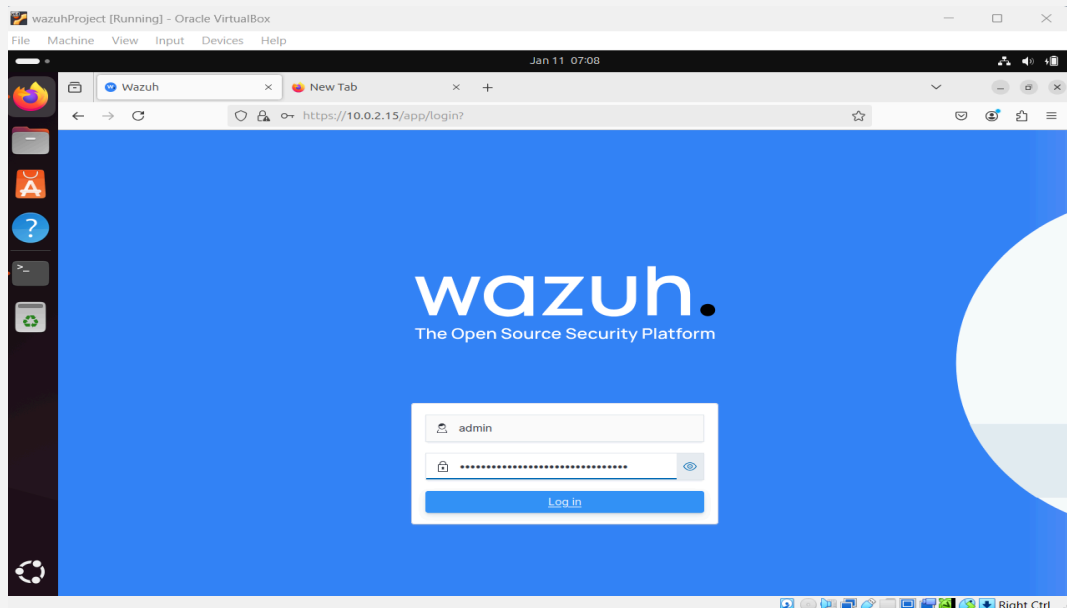 wazuhProject [Running] - Oracle VirtualBox
File Machine View Input Devices Help
Jan 11 07:08
Wazuh
New Tab
https://10.0.2.15/app/login?
wazuh.
The Open Source Security Platform
admin
Log in
Right Ctrl